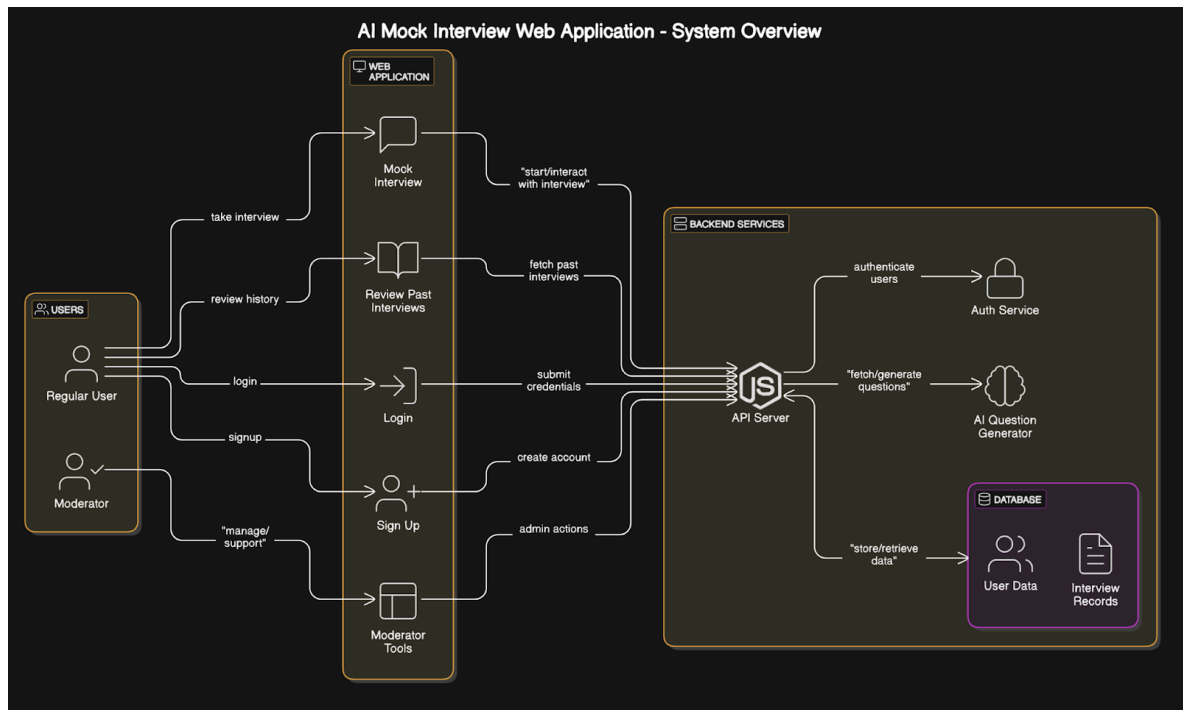 AI Mock Interview Web Application - System Overview
WEB
APPLICATION
Mock
Interview
"start/interact
with interview"
take interview
BACKEND SERVICES
Review Past
Interviews
fetch past
interviews
review history
authenticate
users
Auth Service
USERS
Regular User
login
Login
submit
credentials
JS
API Server
"fetch/generate
questions"
AI Question
Generator
signup
Sign Up
create account
Moderator
"manage/
support"
admin actions
Moderator
Tools
"store/retrieve
data"
DATABASE
User Data
Interview
Records